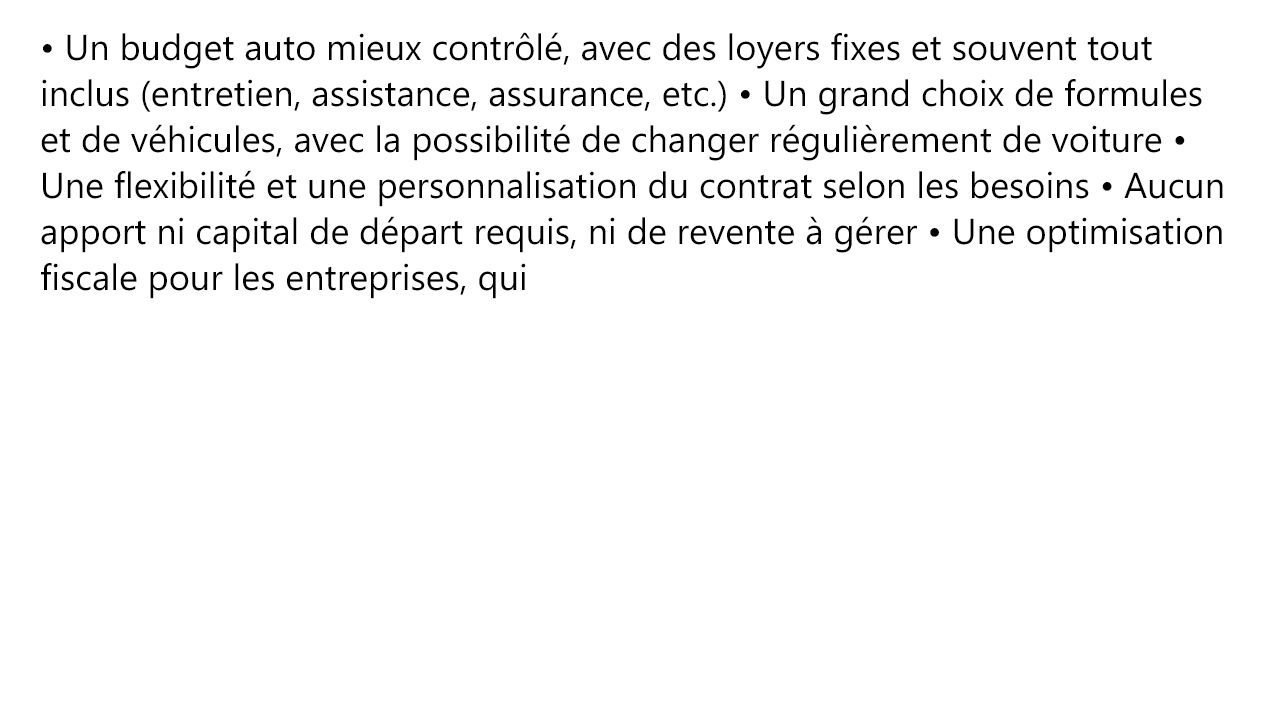 • Un budget auto mieux contrôlé, avec des loyers fixes et souvent tout
inclus (entretien, assistance, assurance, etc.) • Un grand choix de formules
et de véhicules, avec la possibilité de changer régulièrement de voiture •
Une flexibilité et une personnalisation du contrat selon les besoins • Aucun
apport ni capital de départ requis, ni de revente à gérer • Une optimisation
fiscale pour les entreprises, qui